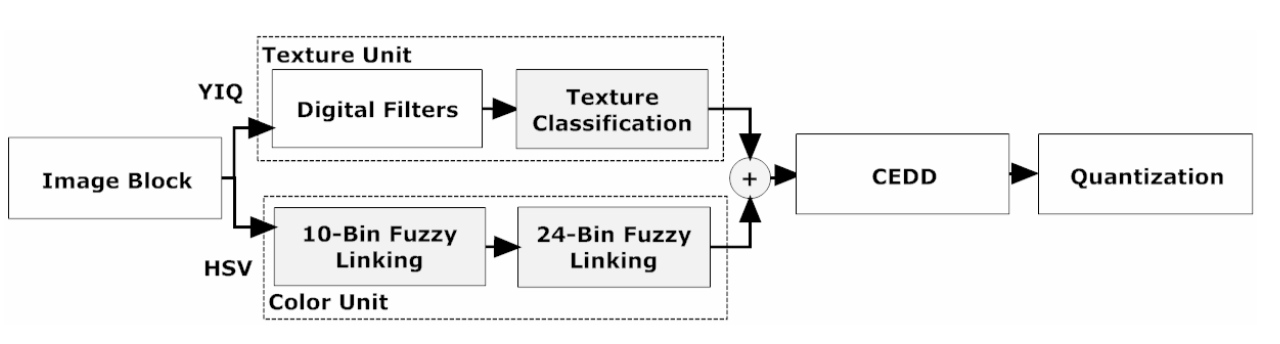 Texture Unit
YIQ
Digital Filters
Texture
Classification
Image Block
+
CEDD
Quantization
10-Bin Fuzzy
Linking
24-Bin Fuzzy
Linking
HSV
Color Unit